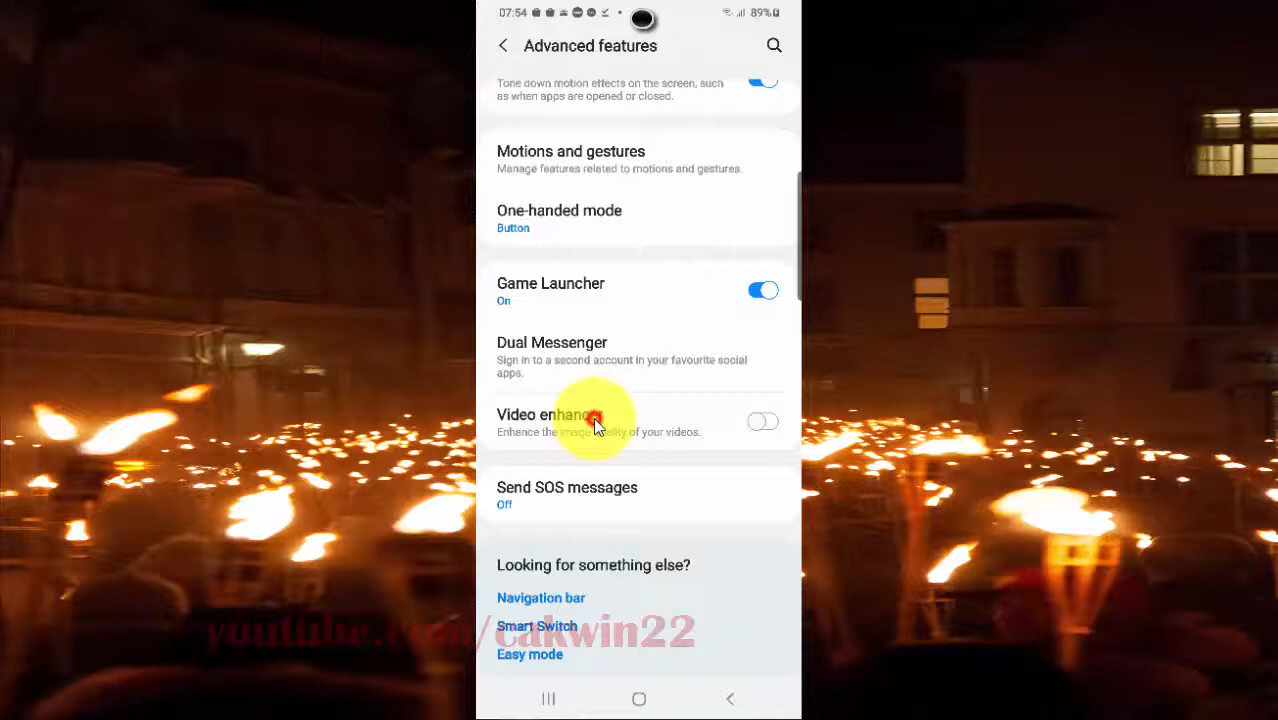 07:54
89%
Advanced features
Tone down motion effects on the screen, such
as when apps are opened or closed.
Motions and gestures
Manage features related to motions and gestures.
One-handed mode
Button
Game Launcher
On
Dual Messenger
Sign in to a second account in your favourite social
apps.
Video
Enhance the image of your videos.
Send SOS messages
Off
Looking for something else?
Navigation bar
Smart Switch
youtube.com/cakwin22
Easy mode